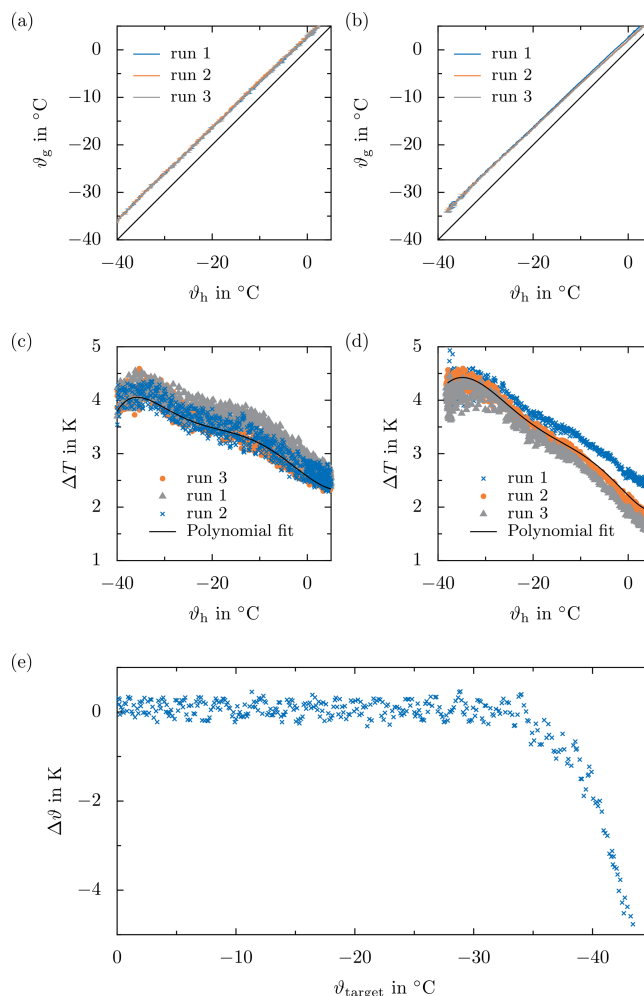 (a)
(b)
0
−10
−20
−30
−40
ϑg in °C
run 1
run 2
run 3
−40
−20
0
ϑh in °C
0
−10
−20
−30
−40
ϑg in °C
run 1
run 2
run 3
−40
−20
0
ϑh in °C
(c)
(d)
5
4
3
2
1
ΔT in K
run 3
run 1
run 2
Polynomial fit
−40
−20
0
ϑh in °C
5
4
3
2
1
ΔT in K
run 1
run 2
run 3
Polynomial fit
−40
−20
0
ϑh in °C
(e)
0
−2
−4
Δϑ in K
0
−10
−20
−30
−40
ϑtarget in °C